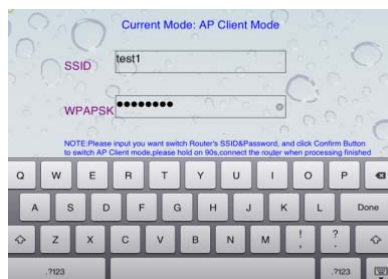 Current Mode: AP Client Mode
SSID test1
WPAPSK ●●●●●●●●
NOTE:Please input you want switch Router's SSID&Password, and click Confirm Button
to switch AP Client mode,please hold on 90s,connect the router when processing finished
Q W E R T Y U I O P
A S D F G H J K L Done
Z X C V B N M ! , ? .
.?123 .?123